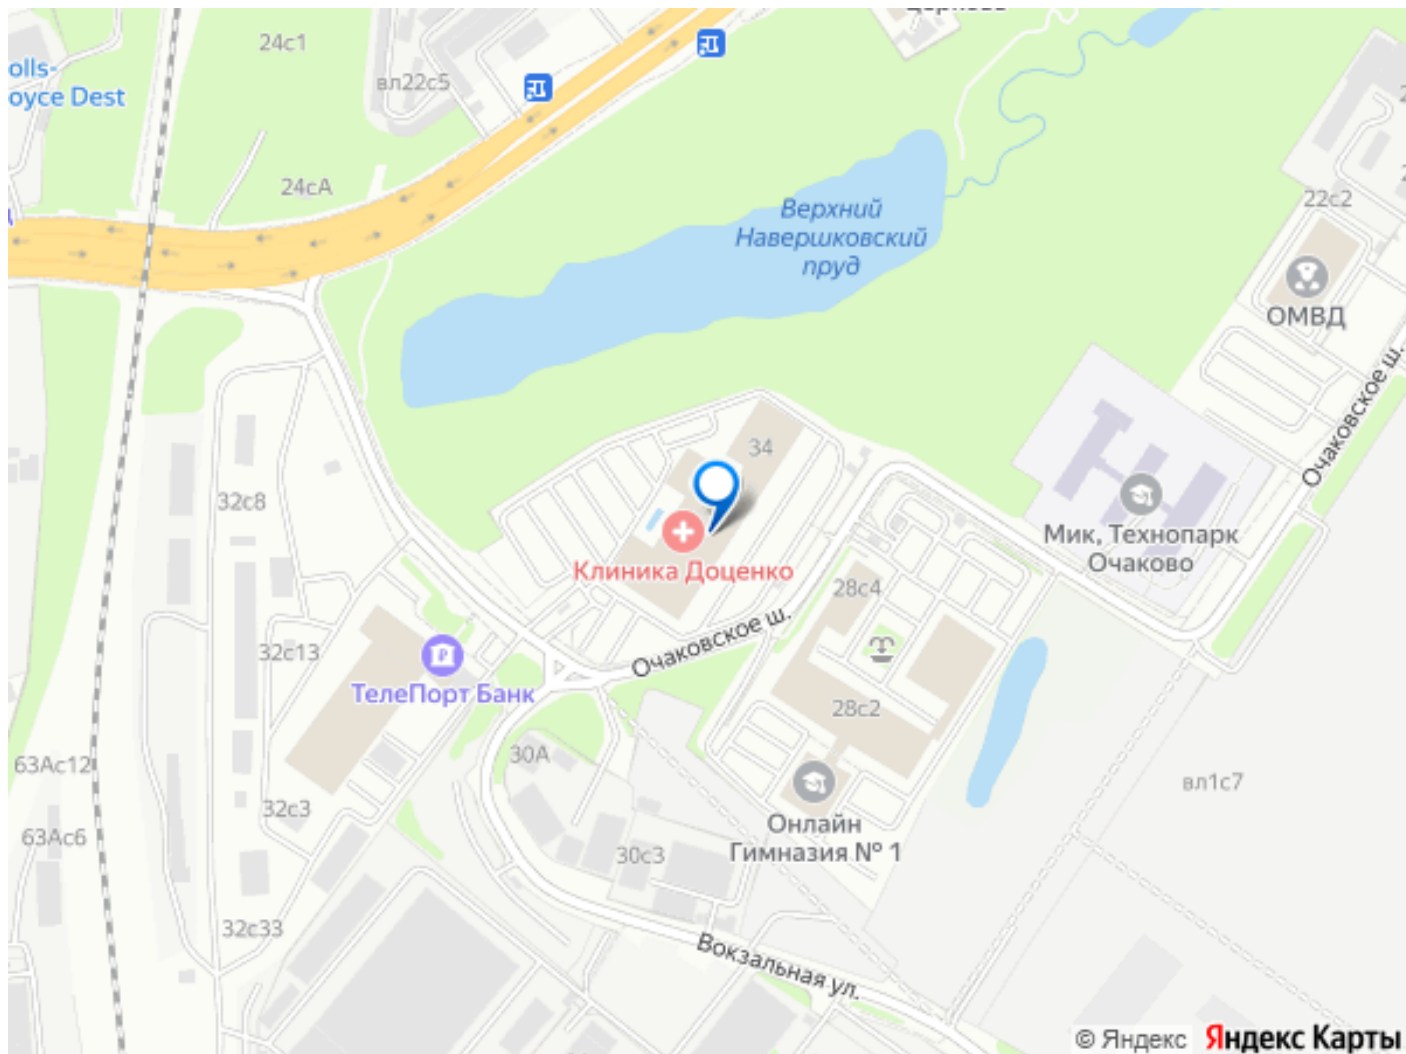 24с1
вл22с5
olls-
oyce Dest
24сА
22с2
Верхний
Навершковский
пруд
ОМВД
Очаковское ш.
34
32с8
Мик, Технопарк
Очаково
Клиника Доценко
28с4
Очаковское ш.
32с13
ТелеПорт Банк
28с2
30А
63Ас12
вл1с7
32с3
Онлайн
Гимназия № 1
63Ас6
30с3
32с33
Вокзальная ул.
© Яндекс Яндекс Карты